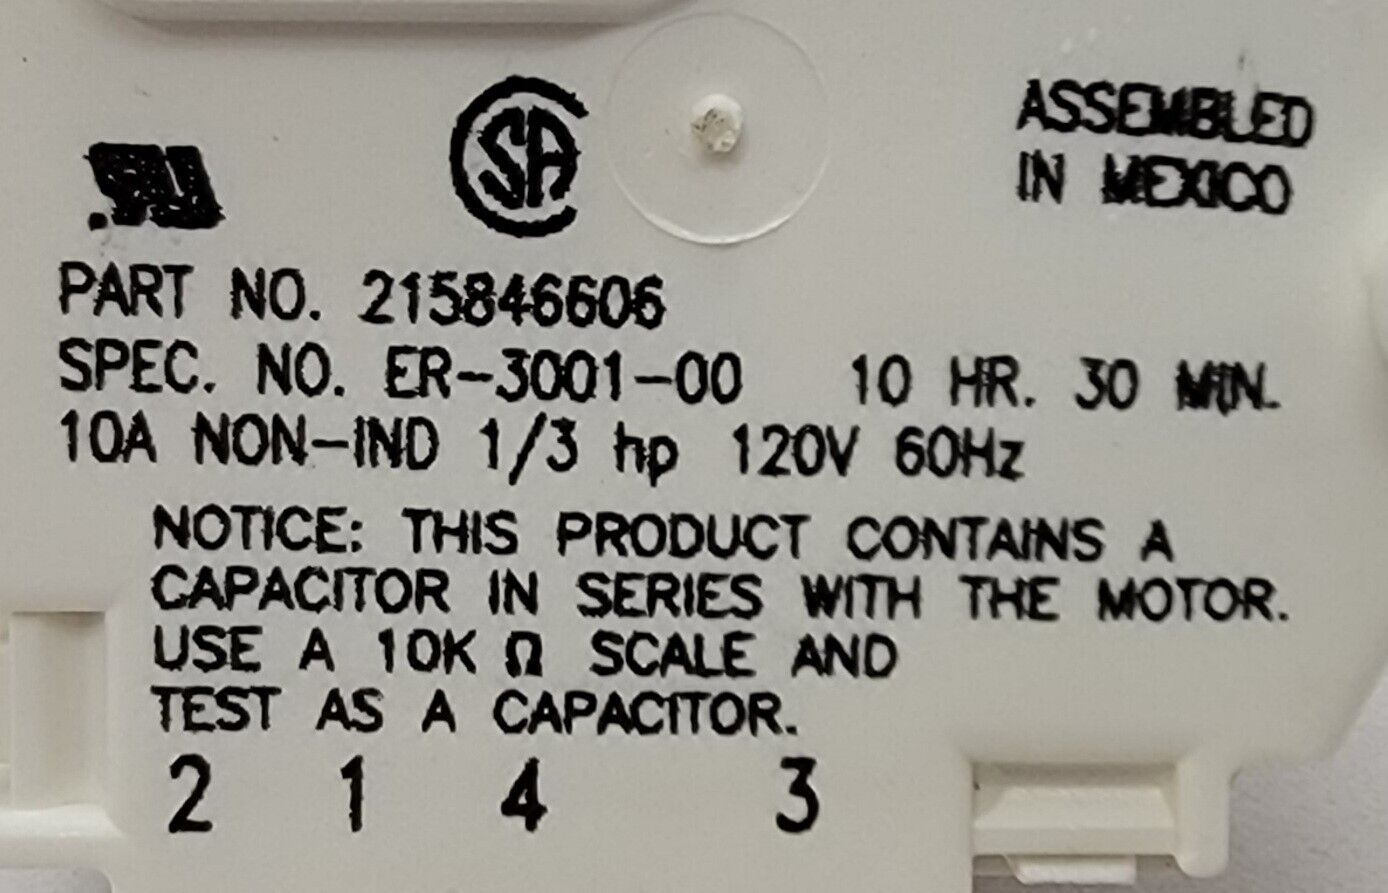 ASSEMBLED
IN MEXICO
PART NO. 215846606
SPEC. NO. ER-3001-00 10 HR. 30 MIN.
10A NON-IND 1/3 hp 120V 60Hz
NOTICE: THIS PRODUCT CONTAINS A
CAPACITOR IN SERIES WITH THE MOTOR.
USE A 10K Ω SCALE AND
TEST AS A CAPACITOR.
2 1 4 3